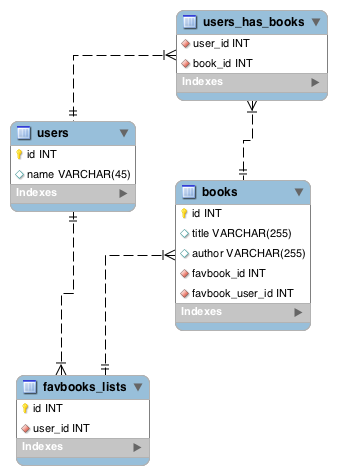 users_has_books
user_id INT
book_id INT
Indexes
users
id INT
name VARCHAR(45)
Indexes
books
id INT
title VARCHAR(255)
author VARCHAR(255)
favbook_id INT
favbook_user_id INT
Indexes
favbooks_lists
id INT
user_id INT
Indexes